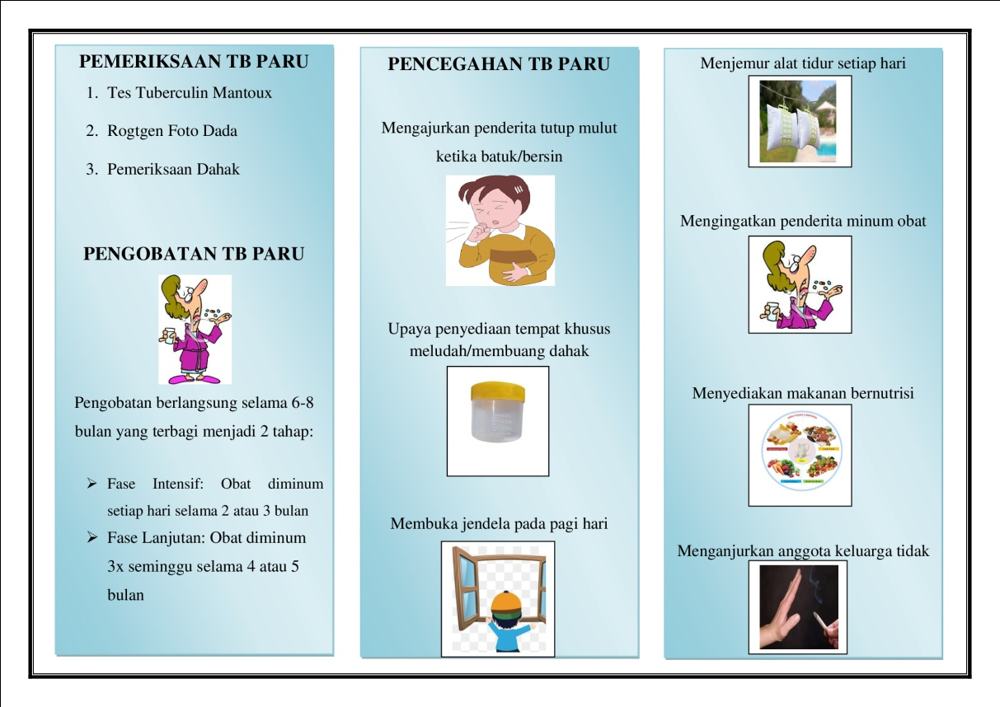 PEMERIKSAAN TB PARU
1. Tes Tuberculin Mantoux
2. Rogtgen Foto Dada
3. Pemeriksaan Dahak
PENGOBATAN TB PARU
Pengobatan berlangsung selama 6-8
bulan yang terbagi menjadi 2 tahap:
➢ Fase Intensif: Obat diminum
setiap hari selama 2 atau 3 bulan
➢ Fase Lanjutan: Obat diminum
3x seminggu selama 4 atau 5
bulan
PENCEGAHAN TB PARU
Mengajurkan penderita tutup mulut
ketika batuk/bersin
Upaya penyediaan tempat khusus
meludah/membuang dahak
Membuka jendela pada pagi hari
Menjemur alat tidur setiap hari
Mengingatkan penderita minum obat
Menyediakan makanan bernutrisi
Menganjurkan anggota keluarga tidak